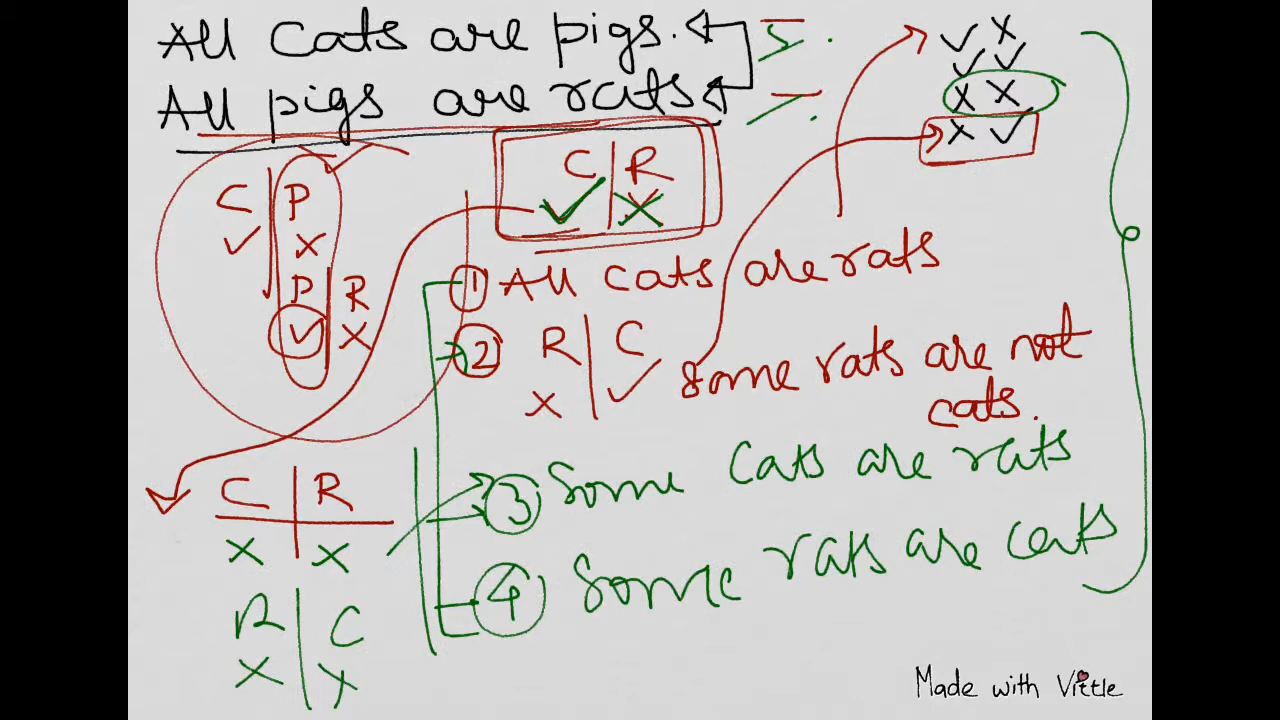 All cats are pigs.
All pigs are rats
✓ X
✓ ✓
X X
X ✓
C | R
✓ | X
C | P
✓ | X
P | R
✓ | X
① All cats are rats
② R | C
X | ✓
Some rats are not
cats.
C | R
X | X
③ Some cats are rats
R | C
X | X
④ Some rats are cats
Made with Vittle